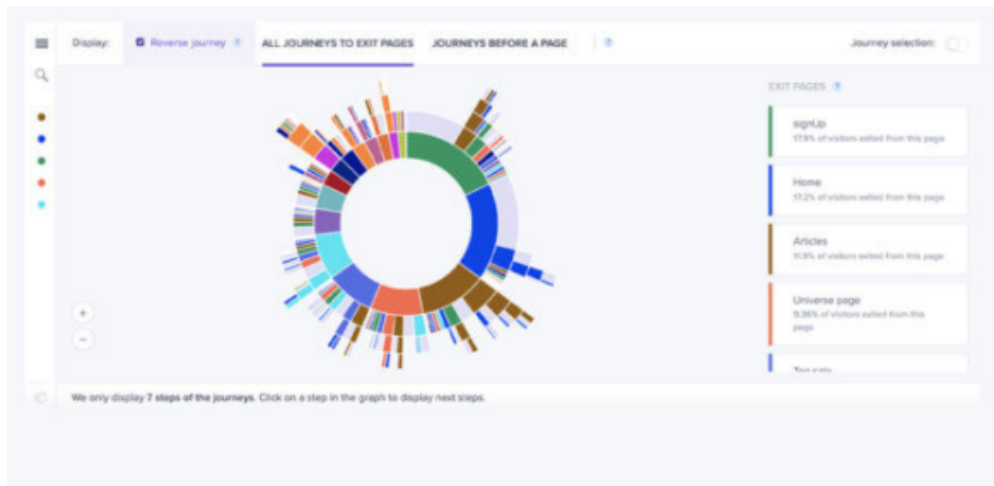 Display:
Reverse journey ?
ALL JOURNEYS TO EXIT PAGES
JOURNEYS BEFORE A PAGE
?
Journey selection:
EXIT PAGES ?
signUp
17.9% of visitors exited from this page
Home
17.2% of visitors exited from this page
Articles
11.9% of visitors exited from this page
Universe page
9.36% of visitors exited from this
page
+
−
We only display 7 steps of the journeys. Click on a step in the graph to display next steps.